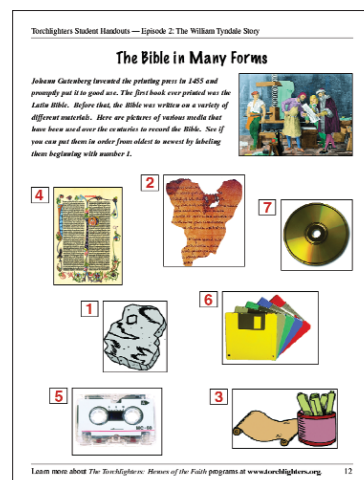 Torchlighters Student Handouts — Episode 2: The William Tyndale Story
The Bible in Many Forms
Johann Gutenberg invented the printing press in 1455 and
promptly put it to good use. The first book ever printed was the
Latin Bible. Before that, the Bible was written on a variety of
different materials. Here are pictures of various media that
have been used over the centuries to record the Bible. See if
you can put them in order from oldest to newest by labeling
them beginning with number 1.
4
2
7
1
6
5
3
Learn more about The Torchlighters: Heroes of the Faith programs at www.torchlighters.org. 12